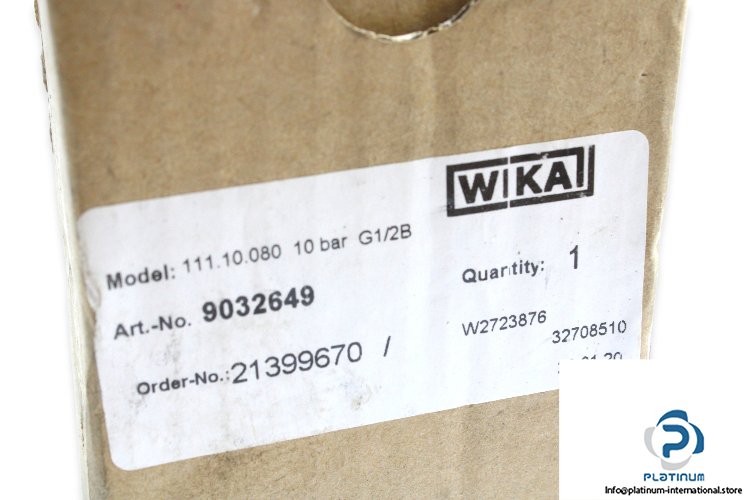 WIKA
Model: 111.10.080 10 bar G1/2B
Quantity: 1
Art.-No. 9032649
W2723876
32708510
Order-No.: 21399670 /
PLATINUM
Info@platinum-international.store